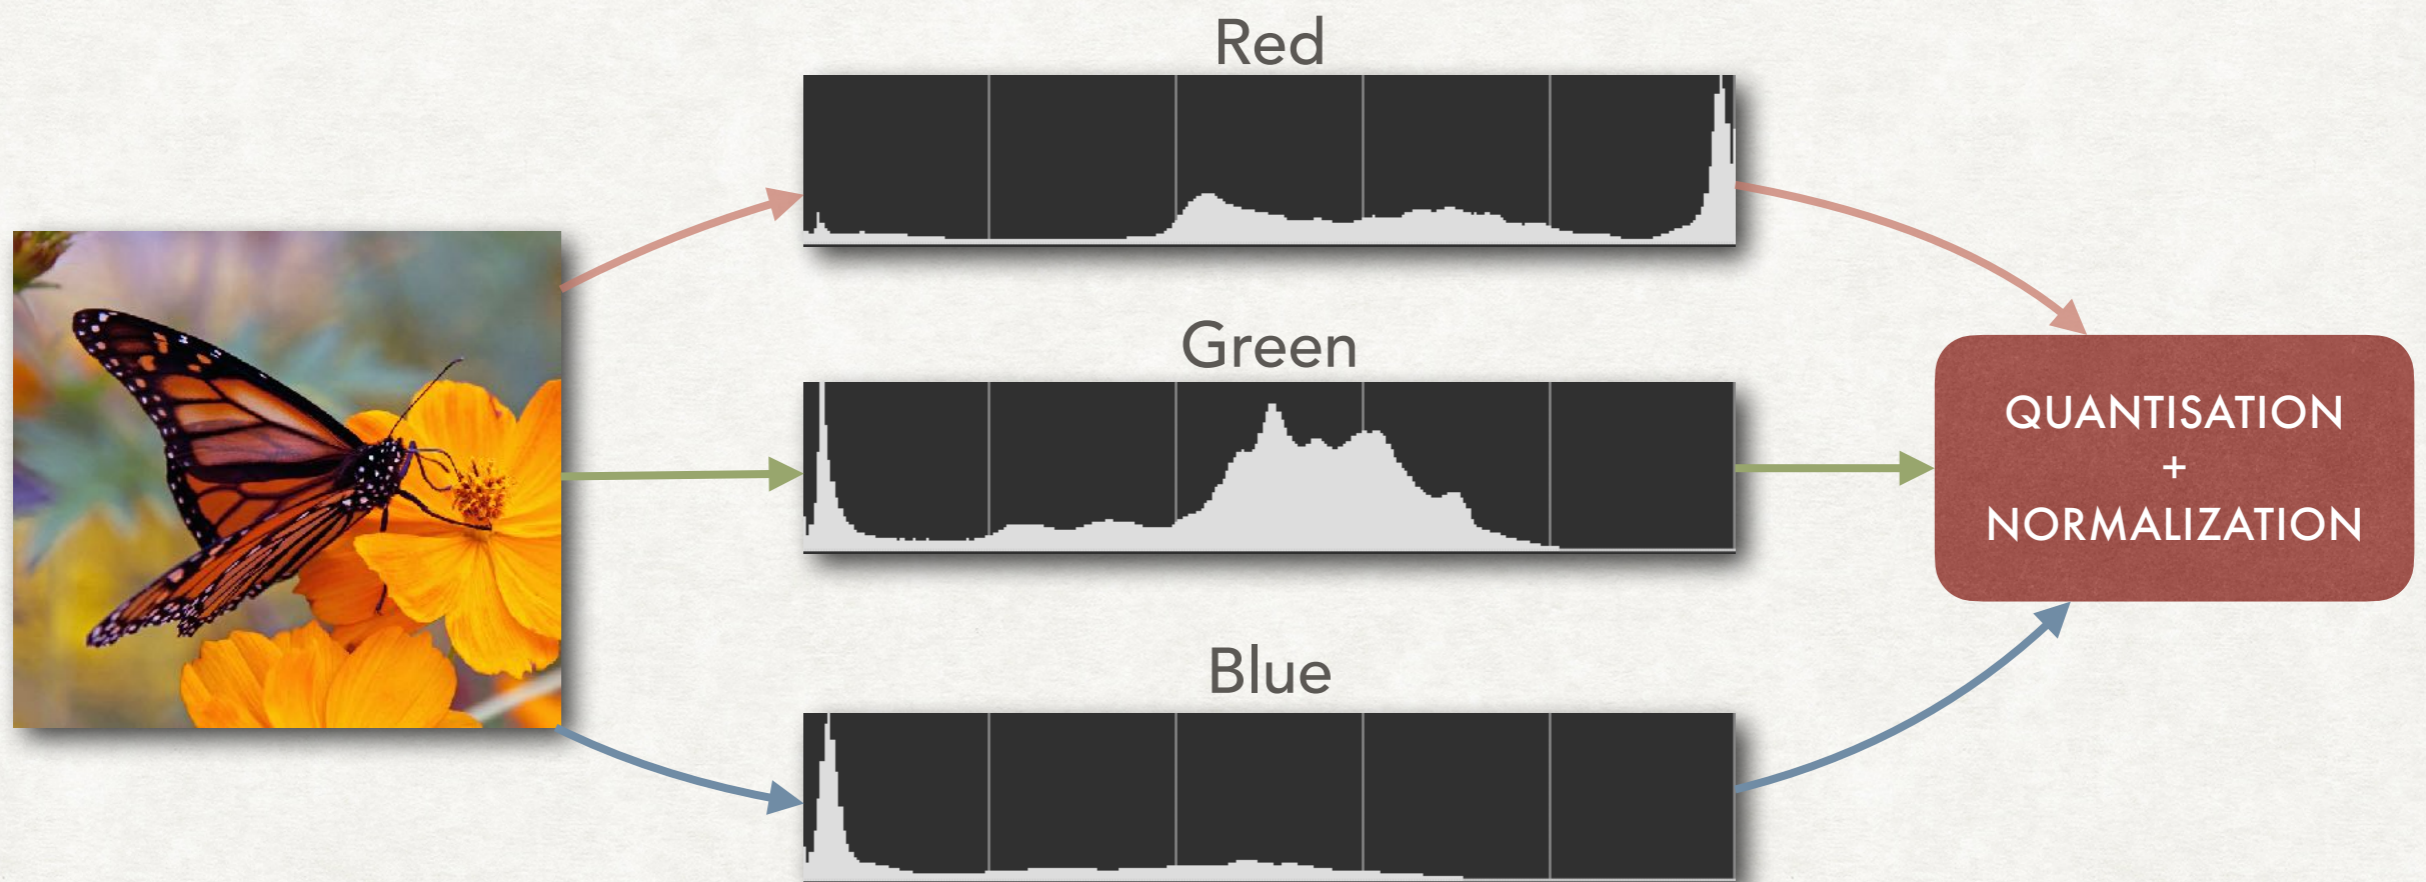 Red
Green
Blue
QUANTISATION
+
NORMALIZATION